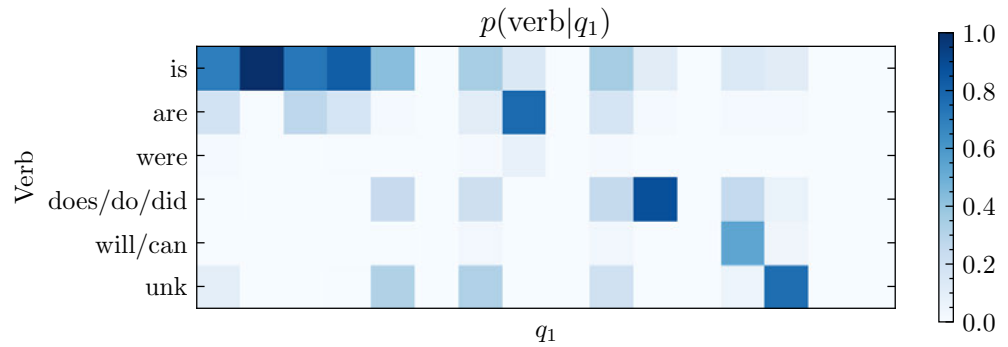 p(verb|q₁)
Verb
is
are
were
does/do/did
will/can
unk
q₁
1.0
0.8
0.6
0.4
0.2
0.0